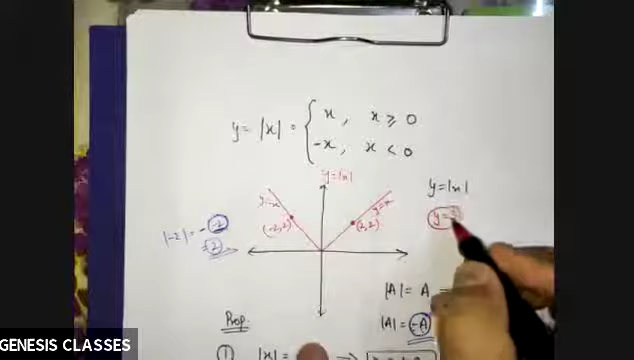 y = |x| = { x, x ≥ 0
-x, x < 0
y = |x|
y = -x
y = x
(-2, 2)
(2, 2)
|-2| = - -2
= 2
y = |x|
y =
|A| = A
|A| = -A
Prop
① |x| =
GENESIS CLASSES